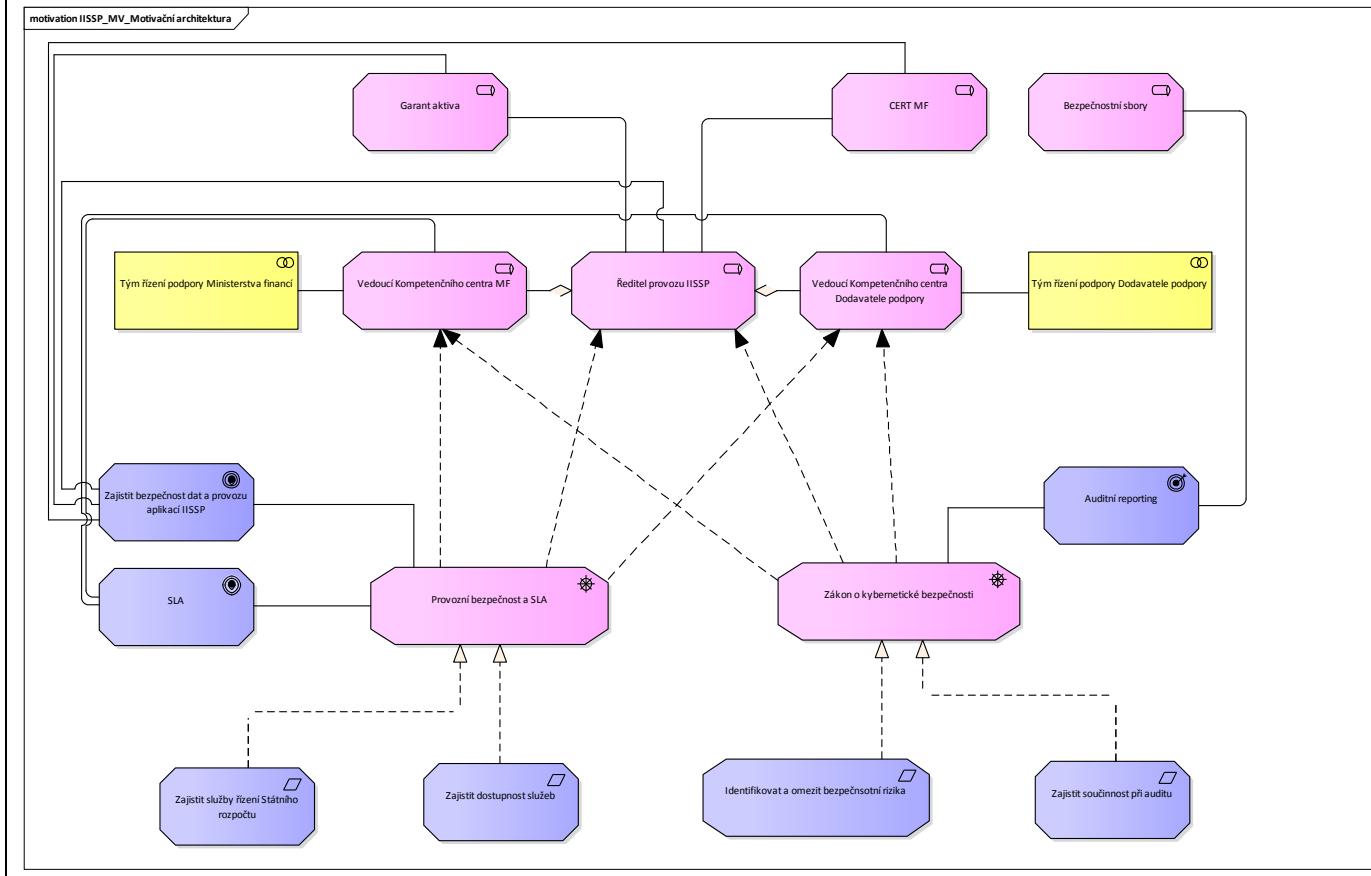 motivation IISSP_MV_Motivační architektura
Garant aktiva
CERT MF
Bezpečnostní sbory
Tým řízení podpory Ministerstva financí
Vedoucí Kompetenčního centra MF
Ředitel provozu IISSP
Vedoucí Kompetenčního centra
Dodavatele podpory
Tým řízení podpory Dodavatele podpory
Zajistit bezpečnost dat a provozu
aplikací IISSP
Auditní reporting
SLA
Provozní bezpečnost a SLA
Zákon o kybernetické bezpečnosti
Zajistit služby řízení Státního
rozpočtu
Zajistit dostupnost služeb
Identifikovat a omezit bezpečnsotní rizika
Zajistit součinnost při auditu